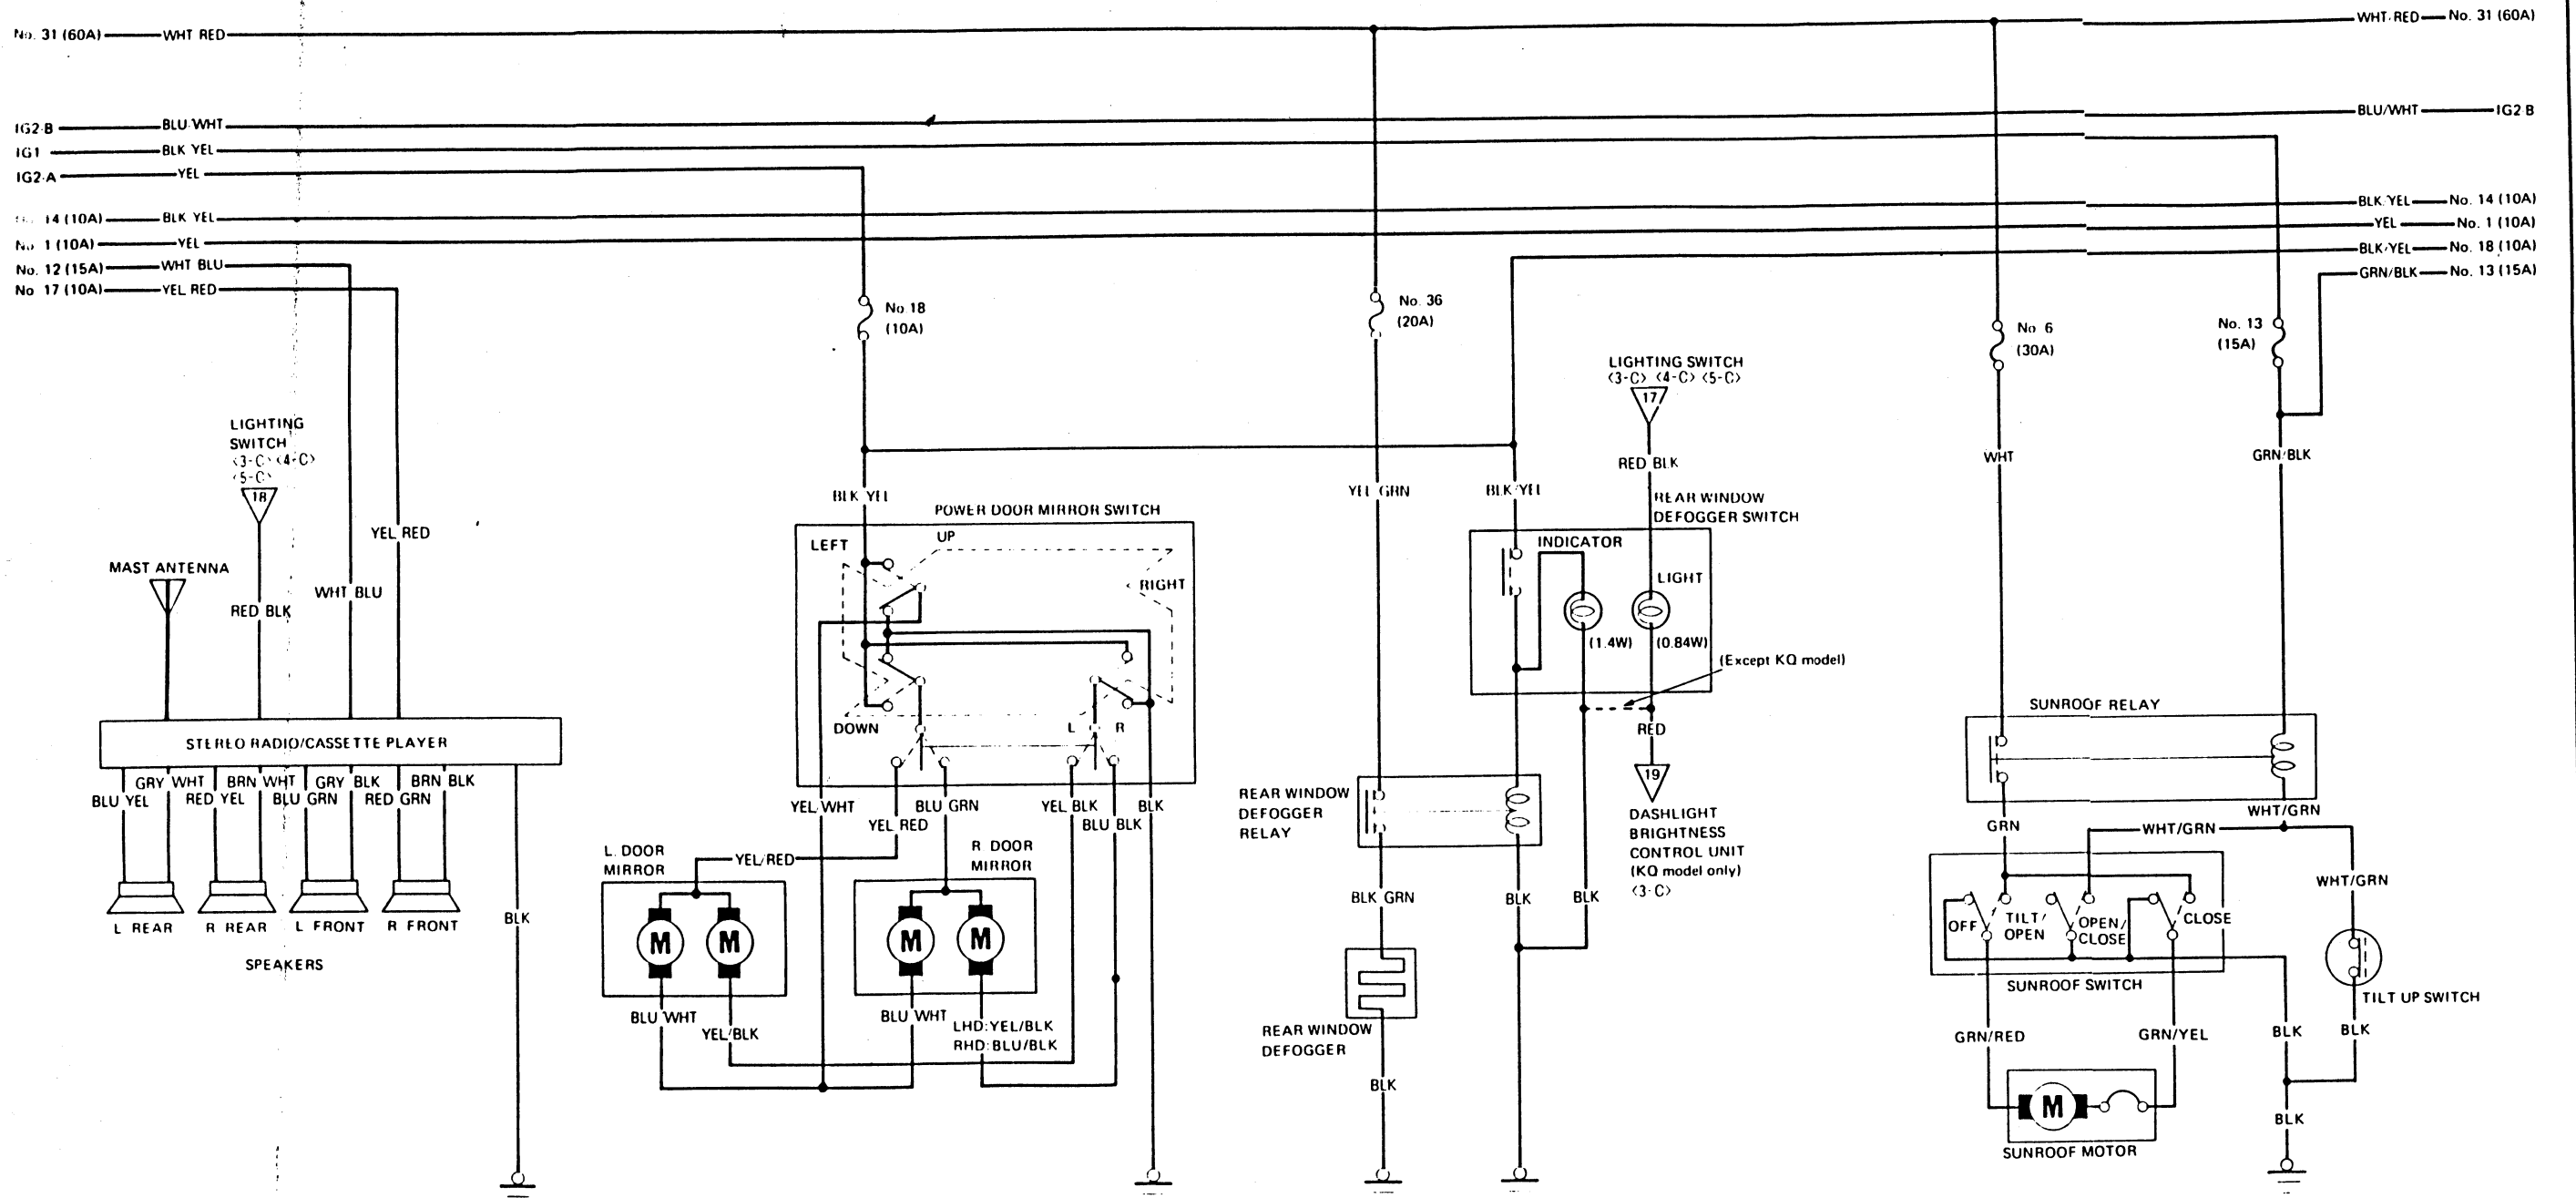 No. 31 (60A)
WHT RED
WHT·RED
No. 31 (60A)
IG2·B
BLU·WHT
BLU/WHT
IG2 B
IG1
BLK YEL
IG2·A
YEL
14 (10A)
BLK YEL
BLK YEL
No. 14 (10A)
No 1 (10A)
YEL
YEL
No. 1 (10A)
No. 12 (15A)
WHT BLU
BLK/YEL
No. 18 (10A)
No 17 (10A)
YEL RED
GRN/BLK
No. 13 (15A)
No 18
(10A)
No. 36
(20A)
No 6
(30A)
No. 13
(15A)
LIGHTING SWITCH
<3-C> <4-C> <5-C>
17
RED BLK
LIGHTING
SWITCH
<3-C> <4-C>
<5-C>
18
RED BLK
WHT BLU
YEL RED
MAST ANTENNA
STEREO RADIO/CASSETTE PLAYER
GRY WHT
BRN WHT
GRY BLK
BRN BLK
BLU YEL
RED YEL
BLU GRN
RED GRN
L REAR
R REAR
L FRONT
R FRONT
SPEAKERS
BLK
BLK YEL
POWER DOOR MIRROR SWITCH
LEFT
UP
RIGHT
DOWN
L
R
YEL WHT
BLU GRN
YEL BLK
BLK
YEL RED
BLU BLK
L. DOOR
MIRROR
YEL/RED
R DOOR
MIRROR
M
M
M
M
BLU WHT
YEL/BLK
BLU WHT
LHD:YEL/BLK
RHD:BLU/BLK
YEL GRN
BLK/YEL
REAR WINDOW
DEFOGGER SWITCH
INDICATOR
LIGHT
(1.4W)
(0.84W)
(Except KQ model)
RED
19
DASHLIGHT
BRIGHTNESS
CONTROL UNIT
(KQ model only)
<3-C>
REAR WINDOW
DEFOGGER
RELAY
BLK GRN
BLK
BLK
REAR WINDOW
DEFOGGER
BLK
WHT
GRN/BLK
SUNROOF RELAY
GRN
WHT/GRN
WHT/GRN
WHT/GRN
OFF
TILT/
OPEN
OPEN/
CLOSE
CLOSE
SUNROOF SWITCH
TILT UP SWITCH
GRN/RED
GRN/YEL
BLK
BLK
M
SUNROOF MOTOR
BLK